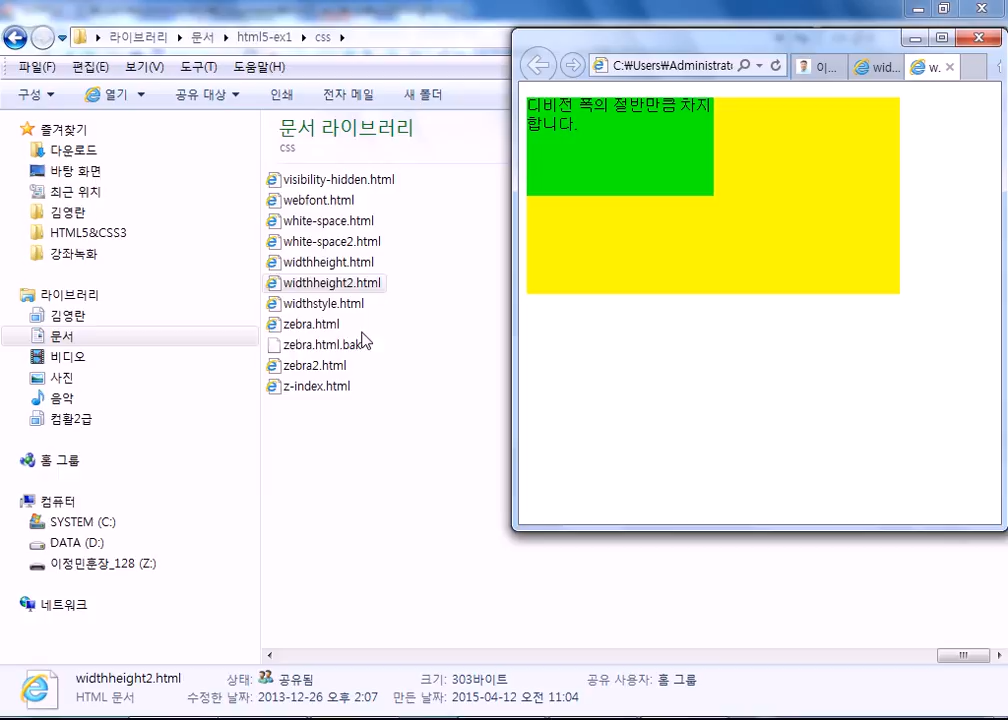 라이브러리 ▸ 문서 ▸ html5-ex1 ▸ css ▸
파일(F) 편집(E) 보기(V) 도구(T) 도움말(H)
구성 열기 공유 대상 인쇄 전자 메일 새 폴더
즐겨찾기
다운로드
바탕 화면
최근 위치
김영란
HTML5&CSS3
강좌녹화
라이브러리
김영란
문서
비디오
사진
음악
컴활2급
홈 그룹
컴퓨터
SYSTEM (C:)
DATA (D:)
이정민훈장_128 (Z:)
네트워크
문서 라이브러리
css
visibility-hidden.html
webfont.html
white-space.html
white-space2.html
widthheight.html
widthheight2.html
widthstyle.html
zebra.html
zebra.html.bak
zebra2.html
z-index.html
C:₩Users₩Administrat
이... wid... w.
디비전 폭의 절반만큼 차지
합니다.
widthheight2.html 상태: 공유됨 크기: 303바이트 공유 사용자: 홈 그룹
HTML 문서 수정한 날짜: 2013-12-26 오후 2:07 만든 날짜: 2015-04-12 오전 11:04